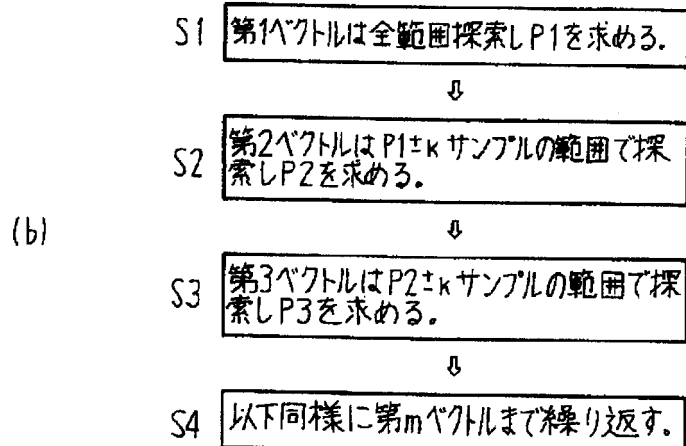 S1 第1ベクトルは全範囲探索しP1を求める。
⇩
S2 第2ベクトルはP1±kサンプルの範囲で探
索しP2を求める。
(b)
⇩
S3 第3ベクトルはP2±kサンプルの範囲で探
索しP3を求める。
⇩
S4 以下同様に第mベクトルまで繰り返す。